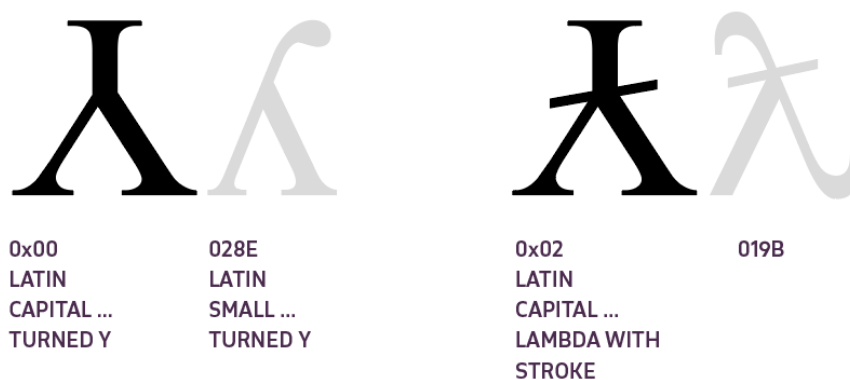 ⅄ ʎ
0x00
LATIN
CAPITAL ...
TURNED Y
028E
LATIN
SMALL ...
TURNED Y
ƛ
0x02
LATIN
CAPITAL ...
LAMBDA WITH
STROKE
019B